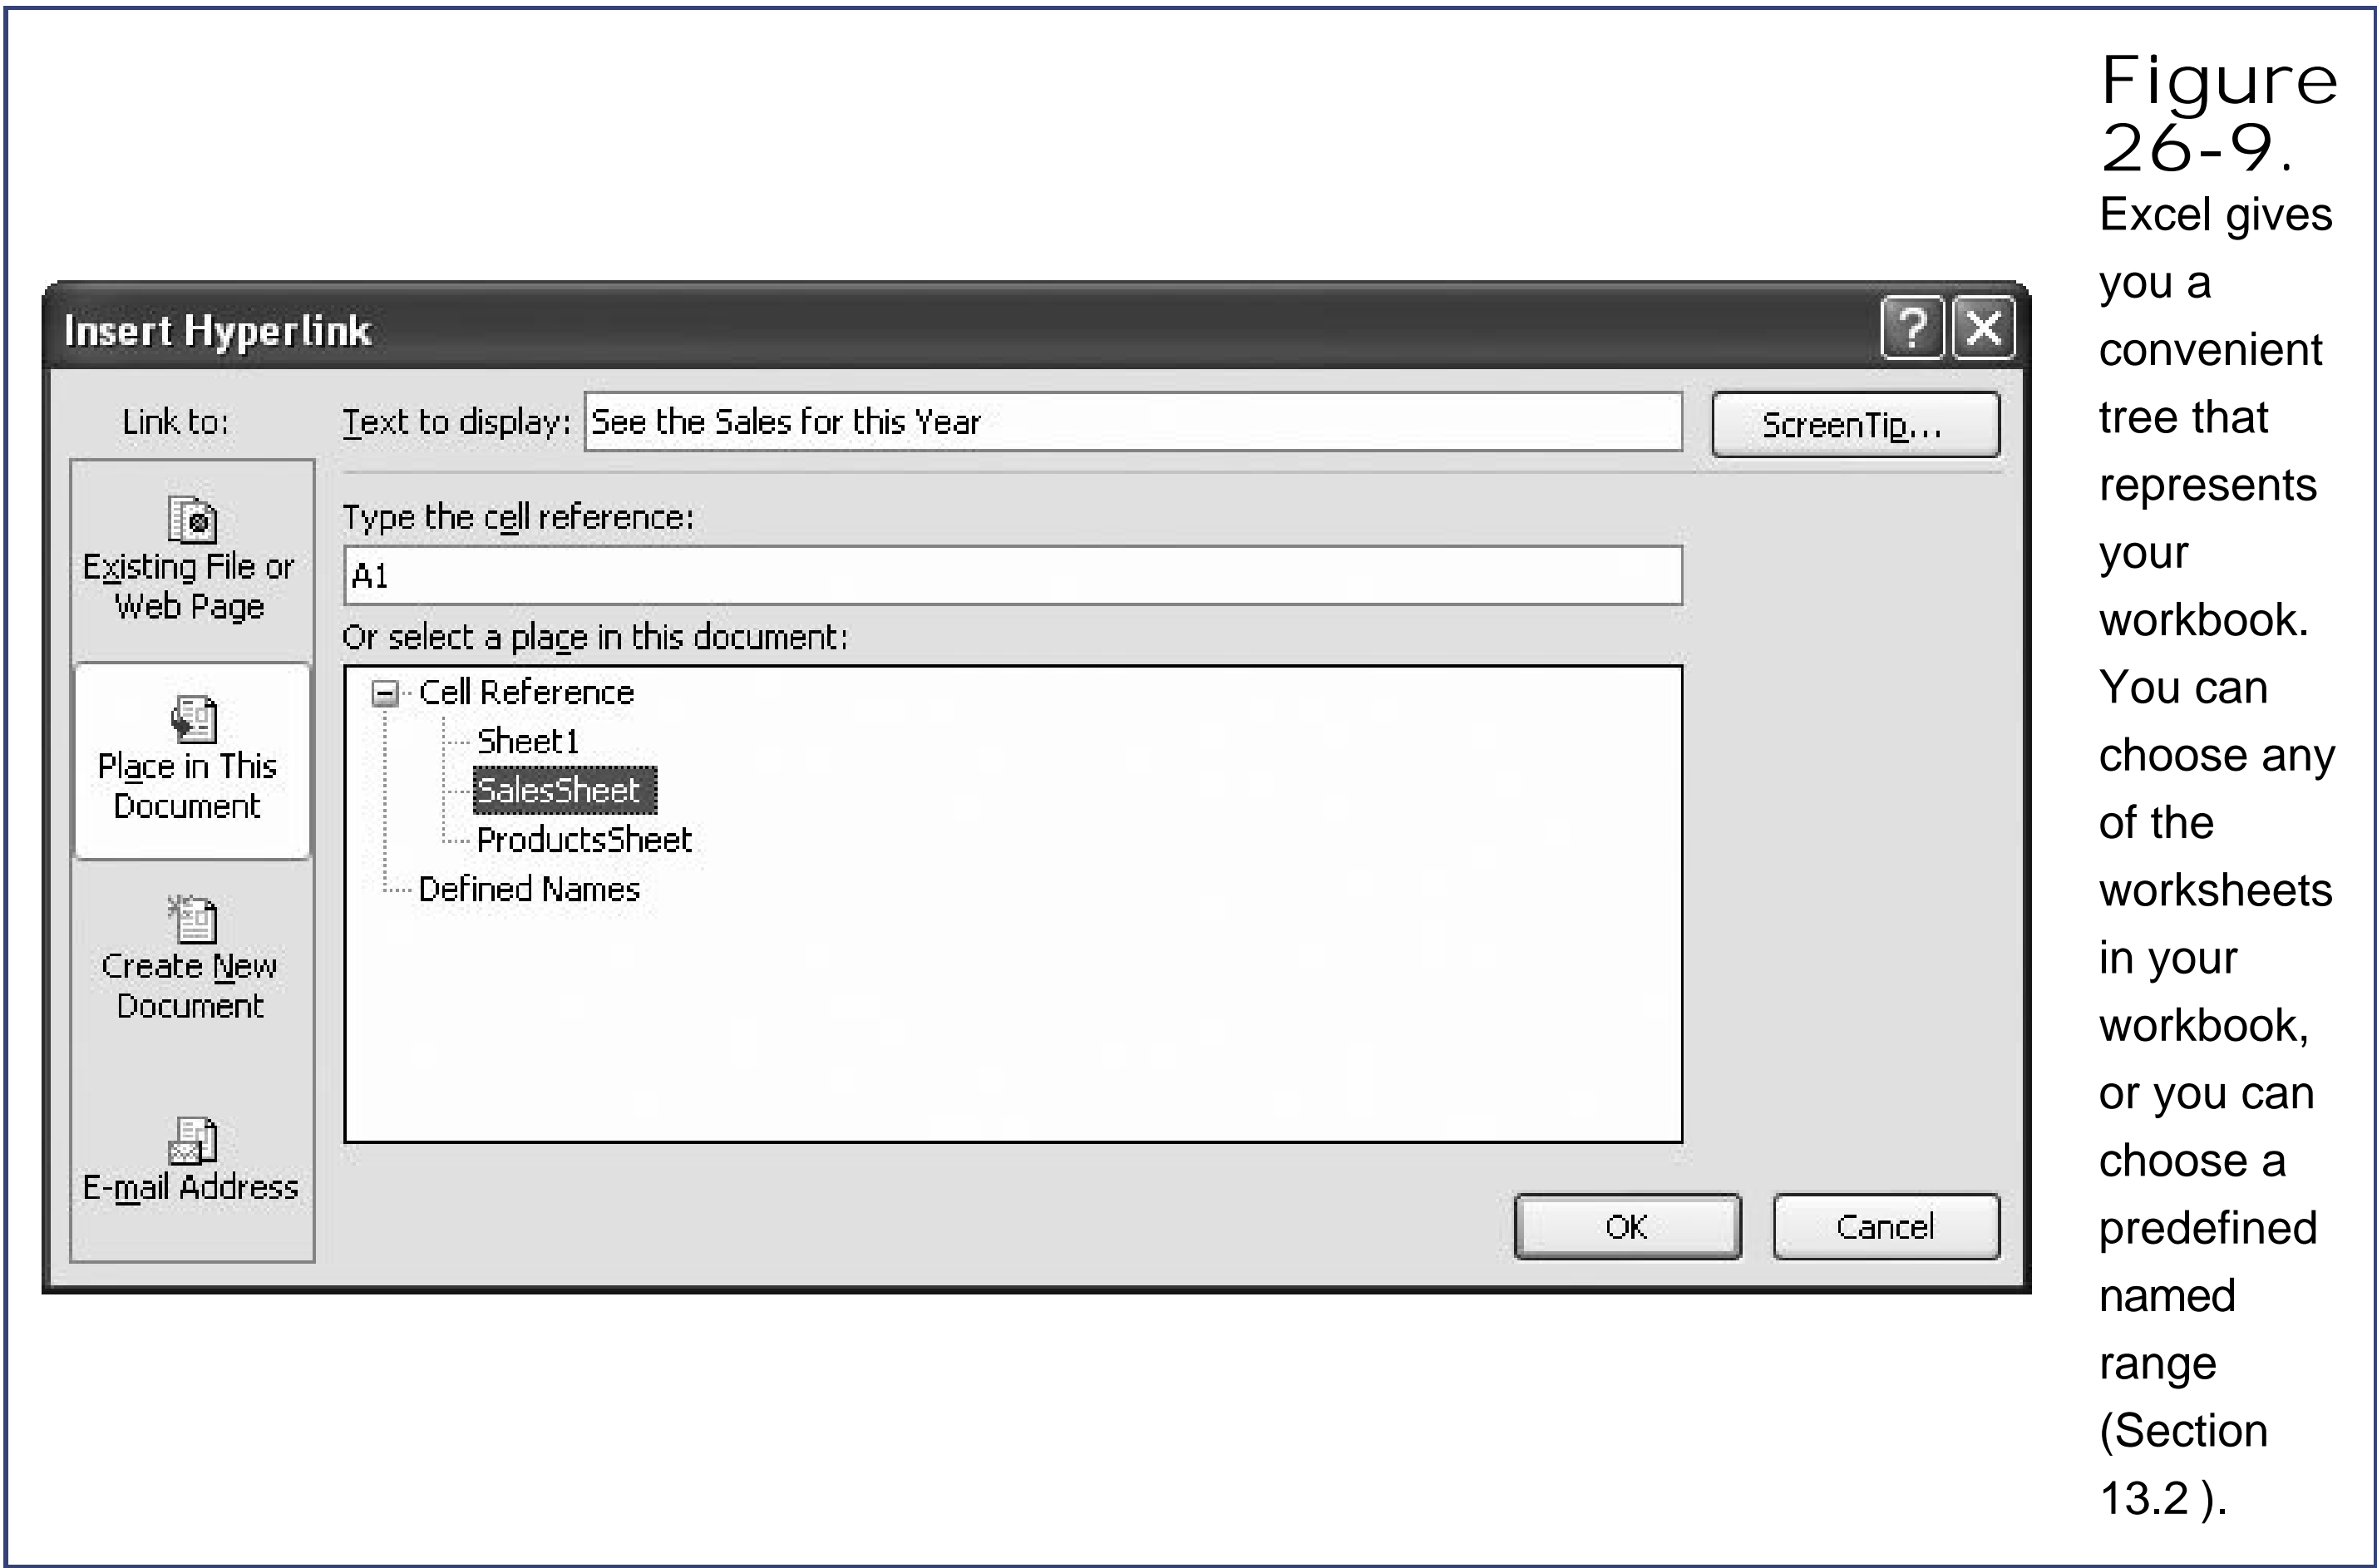 Insert Hyperlink
Link to:
Text to display: See the Sales for this Year
ScreenTip...
Existing File or
Web Page
Place in This
Document
Create New
Document
E-mail Address
Type the cell reference:
A1
Or select a place in this document:
Cell Reference
Sheet1
SalesSheet
ProductsSheet
Defined Names
OK
Cancel
Figure
26-9.
Excel gives
you a
convenient
tree that
represents
your
workbook.
You can
choose any
of the
worksheets
in your
workbook,
or you can
choose a
predefined
named
range
(Section
13.2 ).